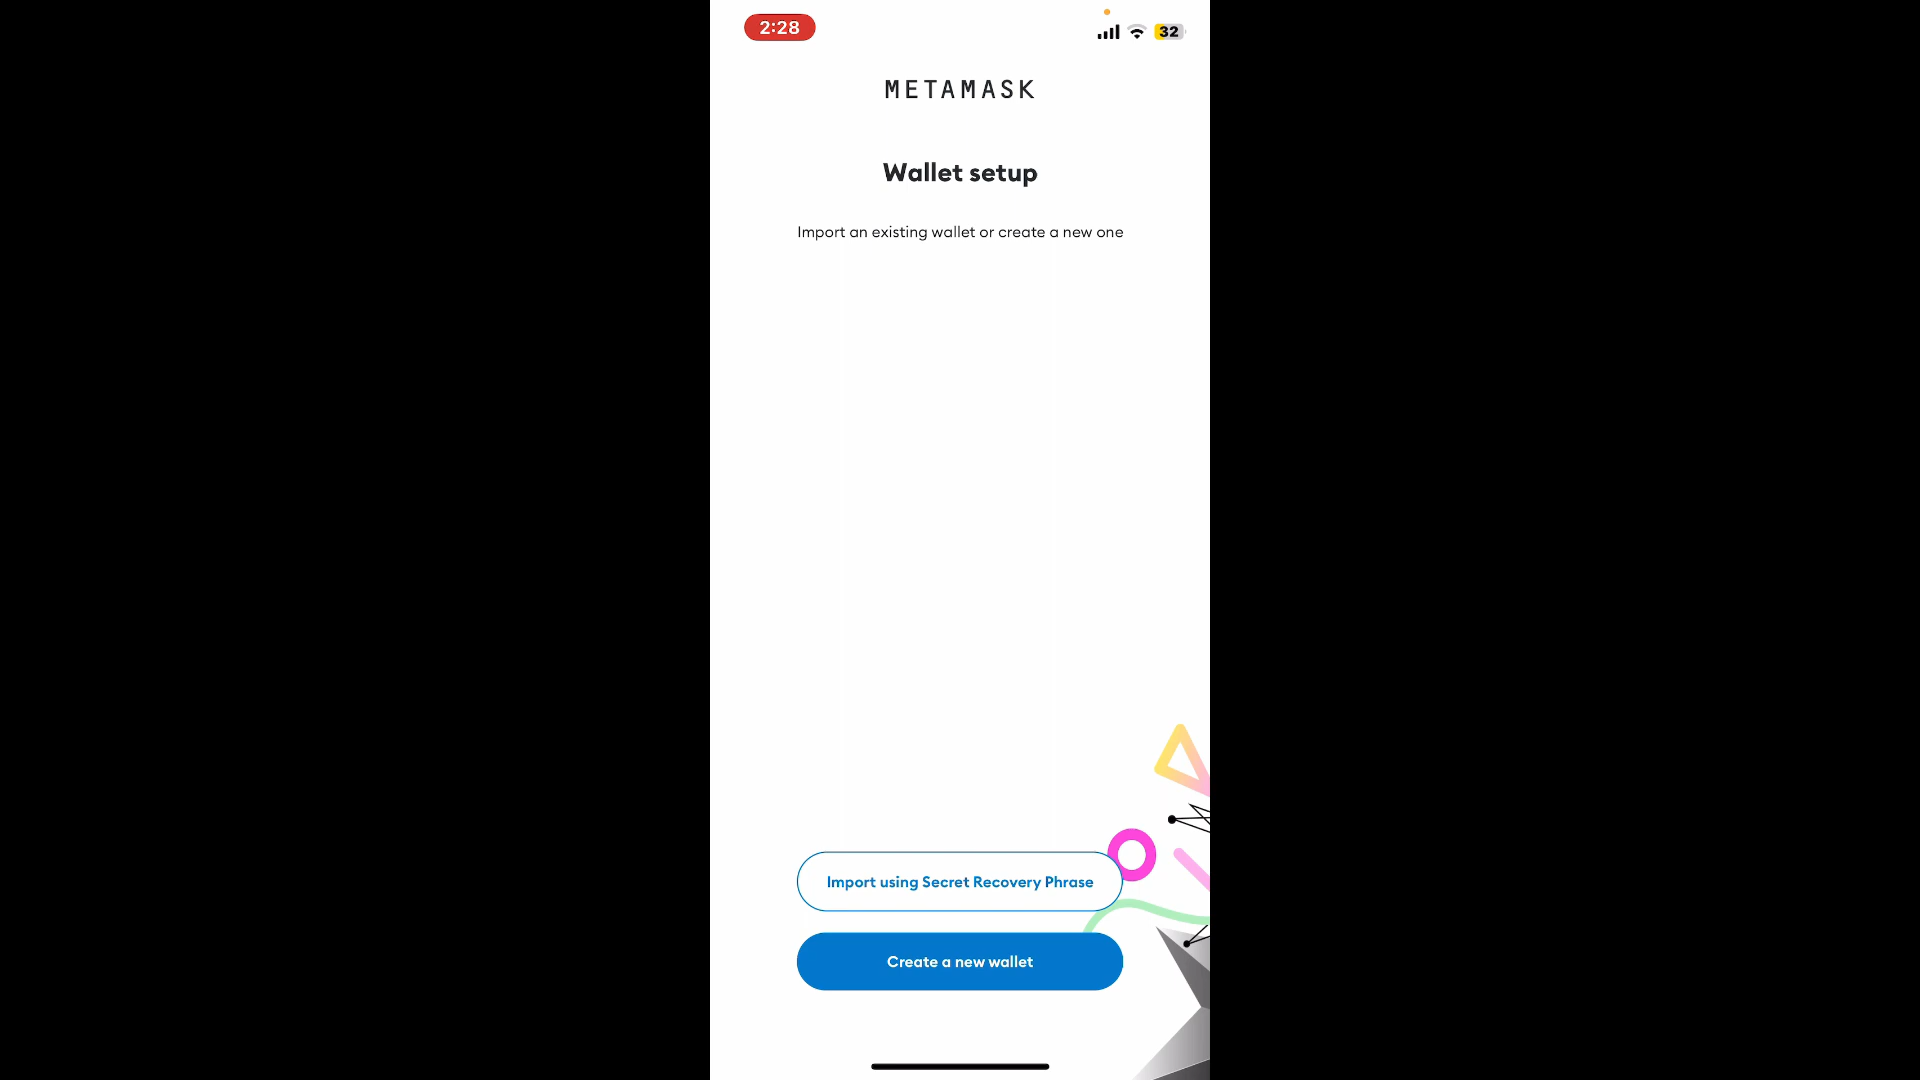 2:28
32
METAMASK
Wallet setup
Import an existing wallet or create a new one
Import using Secret Recovery Phrase
Create a new wallet